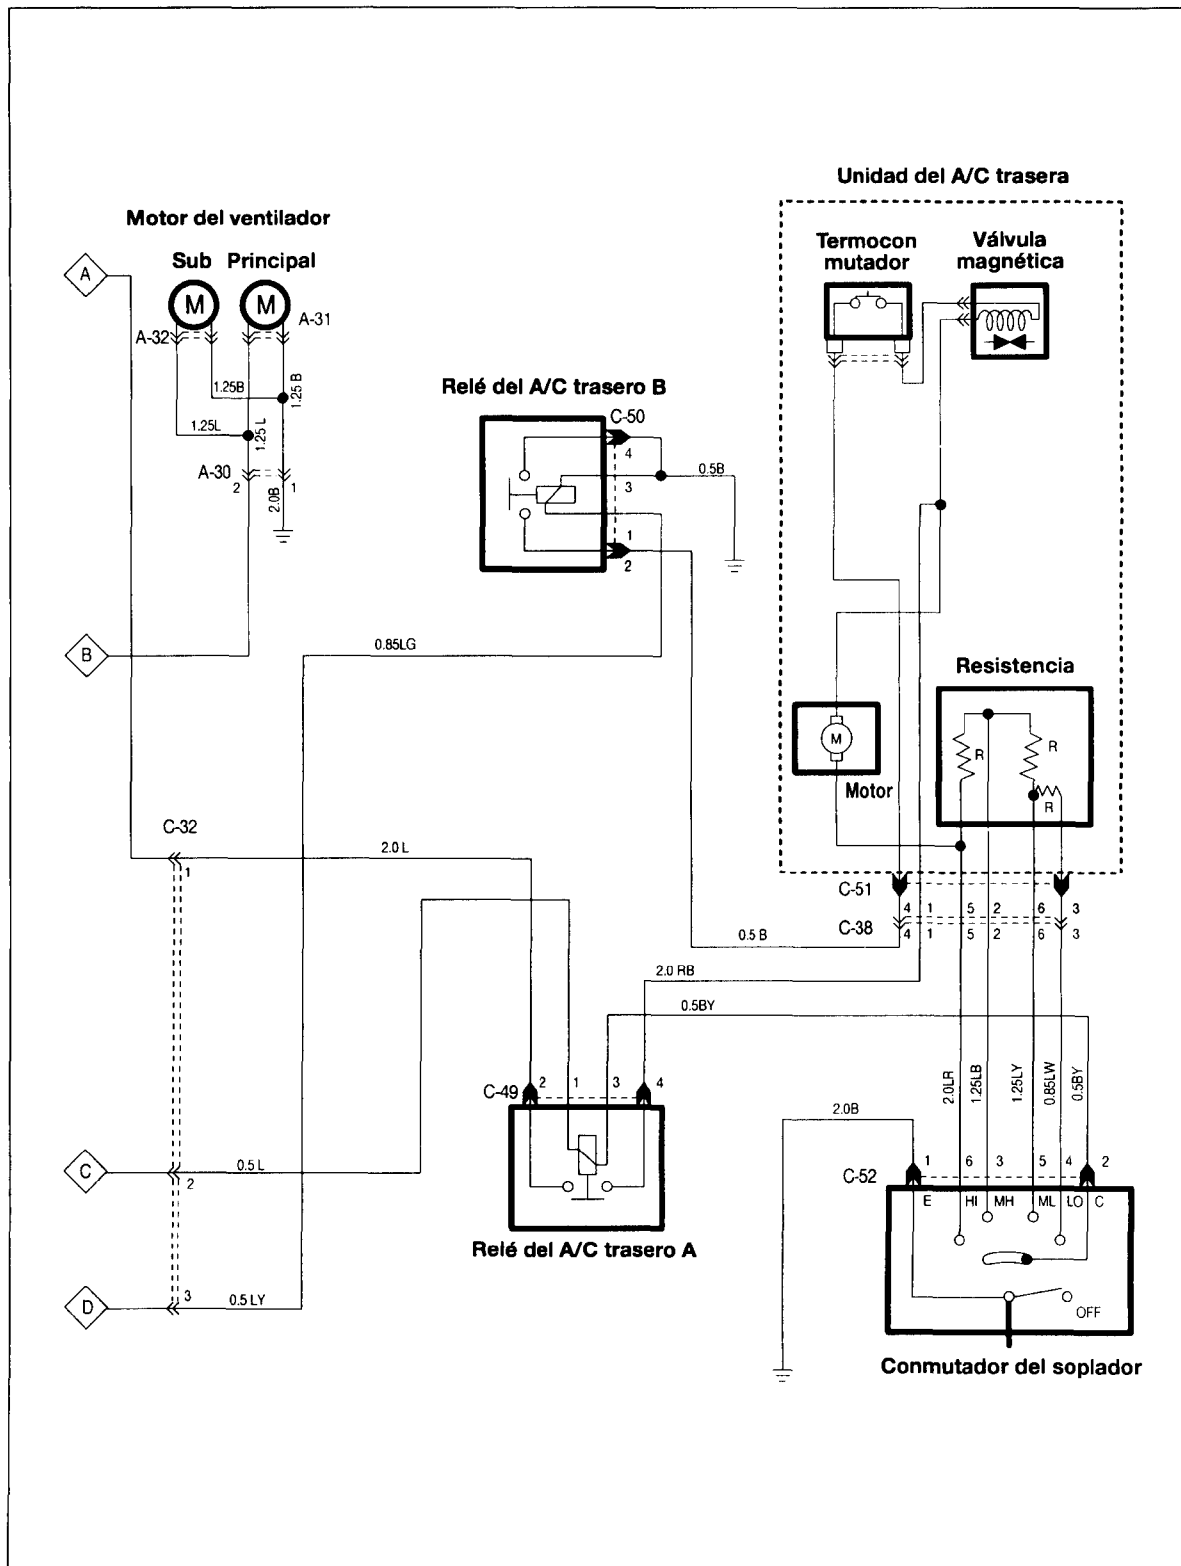 Unidad del A/C trasera
Motor del ventilador
Sub Principal
Termocon
mutador
Válvula
magnética
A
M M
A-32 A-31
1.25B
1.25 B
1.25L
1.25 L
A-30
2 1
2.0B
Relé del A/C trasero B
C-50
4
3
0.5B
1
2
B
0.85LG
Resistencia
R R
R
M
Motor
C-32
1
2.0 L
C-51
4 1 5 2 6 3
C-38
4 1 5 2 6 3
0.5 B
2.0 RB
0.5BY
C-49
2 1 3 4
2.0LR
1.25LB
1.25LY
0.85LW
0.5BY
2.0B
C
0.5 L
2
C-52
1 6 3 5 4 2
E HI MH ML LO C
OFF
Relé del A/C trasero A
D
3
0.5 LY
Conmutador del soplador